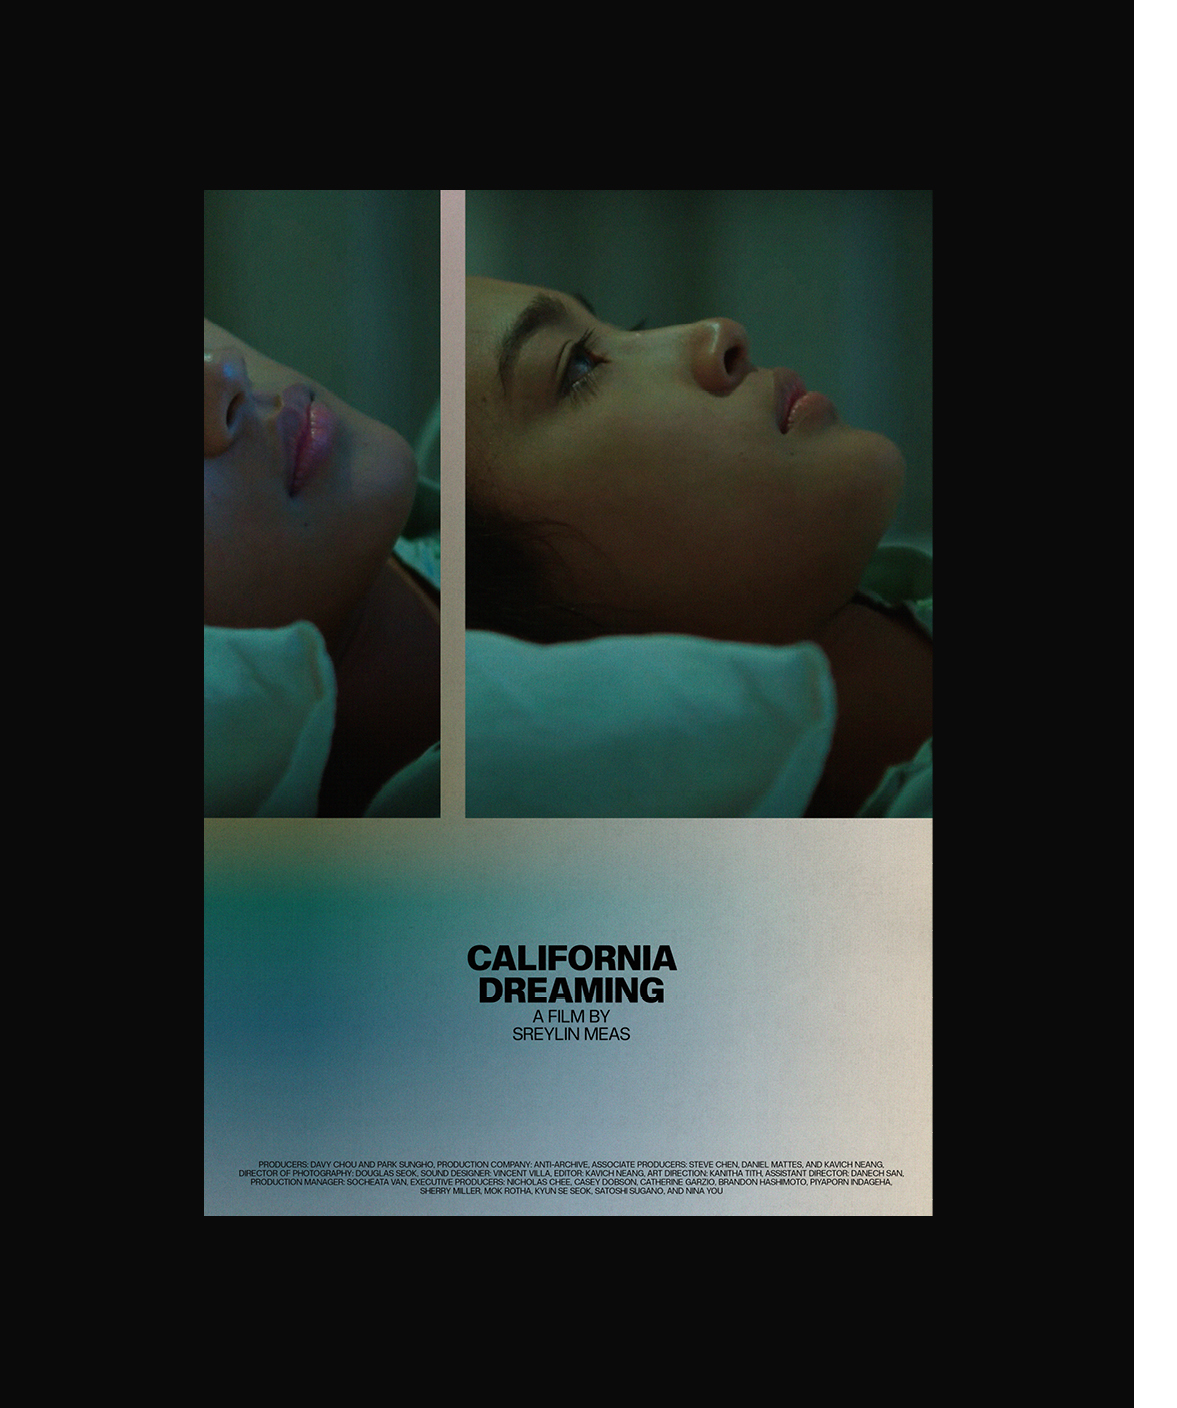 CALIFORNIA
DREAMING
A FILM BY
SREYLIN MEAS
PRODUCERS: DAVY CHOU AND PARK SUNGHO, PRODUCTION COMPANY: ANTI-ARCHIVE, ASSOCIATE PRODUCERS: STEVE CHEN, DANIEL MATTES, AND KAVICH NEANG,
DIRECTOR OF PHOTOGRAPHY: DOUGLAS SEOK, SOUND DESIGNER: VINCENT VILLA, EDITOR: KAVICH NEANG, ART DIRECTION: KANITHA TITH, ASSISTANT DIRECTOR: DANECH SAN,
PRODUCTION MANAGER: SOCHEATA VAN, EXECUTIVE PRODUCERS: NICHOLAS CHEE, CASEY DOBSON, CATHERINE GARZIO, BRANDON HASHIMOTO, PIYAPORN INDAGEHA,
SHERRY MILLER, MOK ROTHA, KYUN SE SEOK, SATOSHI SUGANO, AND NINA YOU